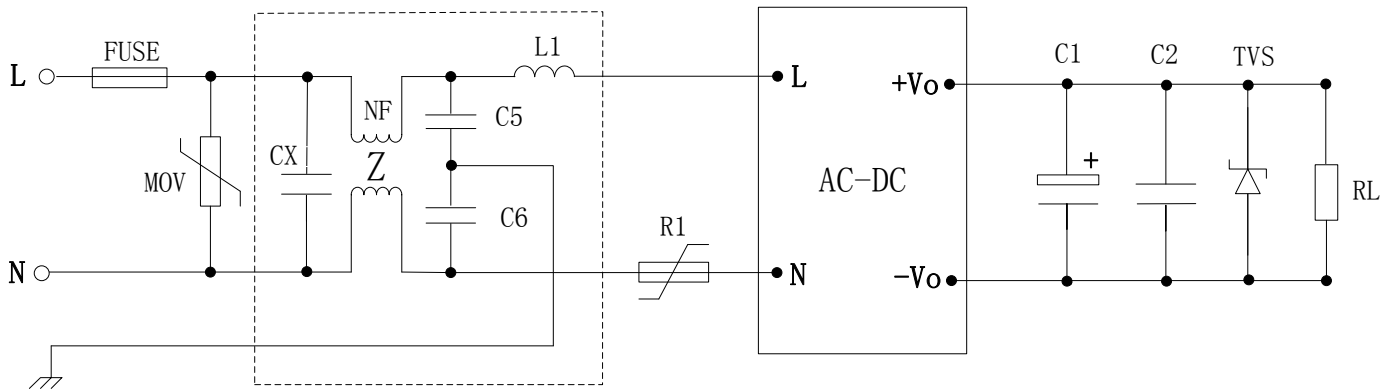 L
FUSE
MOV
N
CX
NF
Z
C5
C6
L1
R1
L
N
AC-DC
+Vo
-Vo
C1
+
C2
TVS
RL